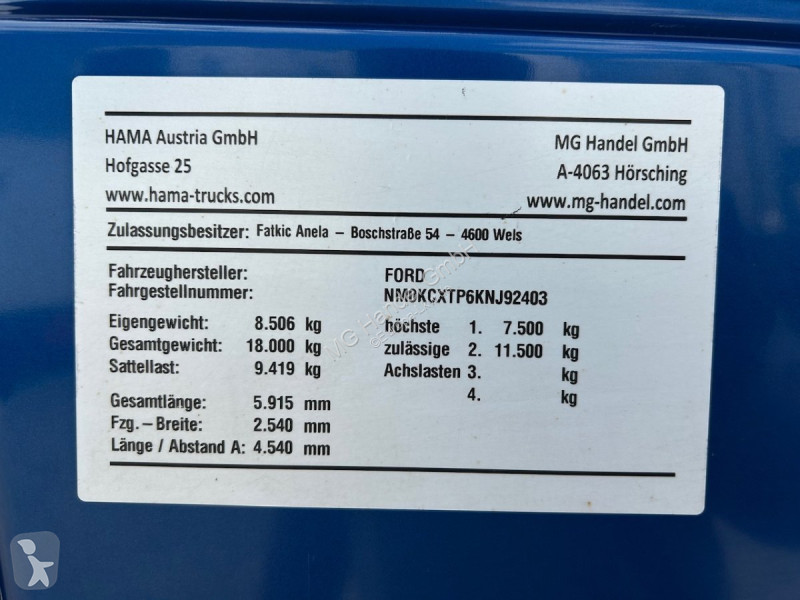 HAMA Austria GmbH
Hofgasse 25
www.hama-trucks.com
MG Handel GmbH
A-4063 Hörsching
www.mg-handel.com
Zulassungsbesitzer: Fatkic Anela – Boschstraße 54 – 4600 Wels
Fahrzeughersteller: FORD
Fahrgestellnummer: NM0KCXTP6KNJ92403
Eigengewicht: 8.506 kg
Gesamtgewicht: 18.000 kg
Sattellast: 9.419 kg
höchste 1. 7.500 kg
zulässige 2. 11.500 kg
Achslasten 3. kg
4. kg
Gesamtlänge: 5.915 mm
Fzg.– Breite: 2.540 mm
Länge / Abstand A: 4.540 mm
MG Handel GmbH